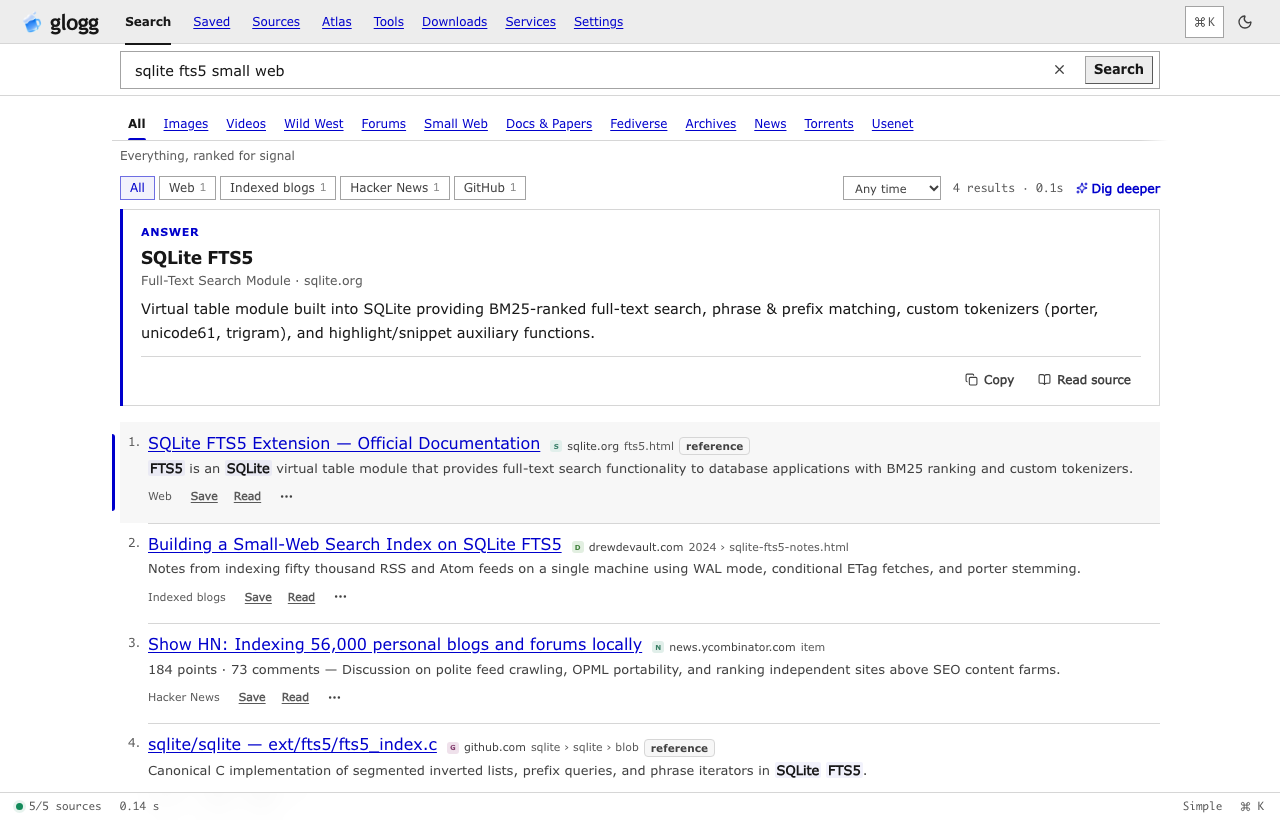 glogg Search Saved Sources Atlas Tools Downloads Services Settings ⌘K
sqlite fts5 small web × Search
All Images Videos Wild West Forums Small Web Docs & Papers Fediverse Archives News Torrents Usenet
Everything, ranked for signal
All Web 1 Indexed blogs 1 Hacker News 1 GitHub 1 Any time 4 results · 0.1s Dig deeper
ANSWER
SQLite FTS5
Full-Text Search Module · sqlite.org
Virtual table module built into SQLite providing BM25-ranked full-text search, phrase & prefix matching, custom tokenizers (porter,
unicode61, trigram), and highlight/snippet auxiliary functions.
Copy Read source
1. SQLite FTS5 Extension — Official Documentation S sqlite.org fts5.html reference
FTS5 is an SQLite virtual table module that provides full-text search functionality to database applications with BM25 ranking and custom tokenizers.
Web Save Read ···
2. Building a Small-Web Search Index on SQLite FTS5 D drewdevault.com 2024 › sqlite-fts5-notes.html
Notes from indexing fifty thousand RSS and Atom feeds on a single machine using WAL mode, conditional ETag fetches, and porter stemming.
Indexed blogs Save Read ···
3. Show HN: Indexing 56,000 personal blogs and forums locally N news.ycombinator.com item
184 points · 73 comments — Discussion on polite feed crawling, OPML portability, and ranking independent sites above SEO content farms.
Hacker News Save Read ···
4. sqlite/sqlite — ext/fts5/fts5_index.c G github.com sqlite › sqlite › blob reference
Canonical C implementation of segmented inverted lists, prefix queries, and phrase iterators in SQLite FTS5.
5/5 sources 0.14 s Simple ⌘ K